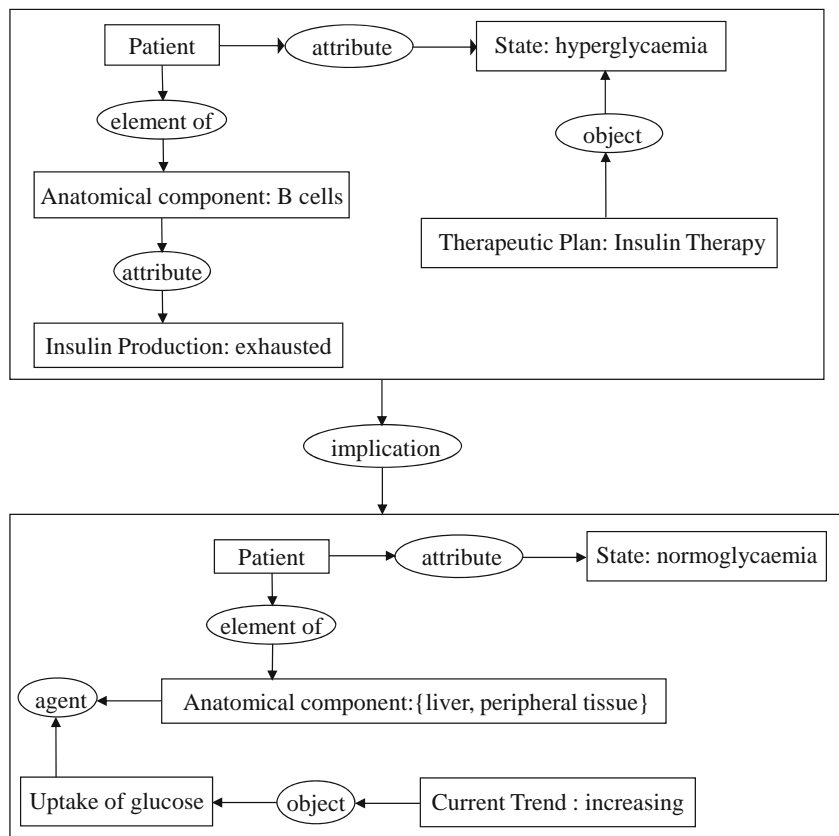 Patient
attribute
State: hyperglycaemia
element of
object
Anatomical component: B cells
Therapeutic Plan: Insulin Therapy
attribute
Insulin Production: exhausted
implication
Patient
attribute
State: normoglycaemia
element of
agent
Anatomical component:{liver, peripheral tissue}
Uptake of glucose
object
Current Trend : increasing